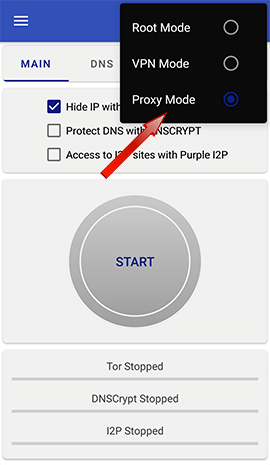 Root Mode
VPN Mode
Proxy Mode
MAIN
DNS
Hide IP with
Protect DNS with DNSCRYPT
Access to I2P sites with Purple I2P
START
Tor Stopped
DNSCrypt Stopped
I2P Stopped